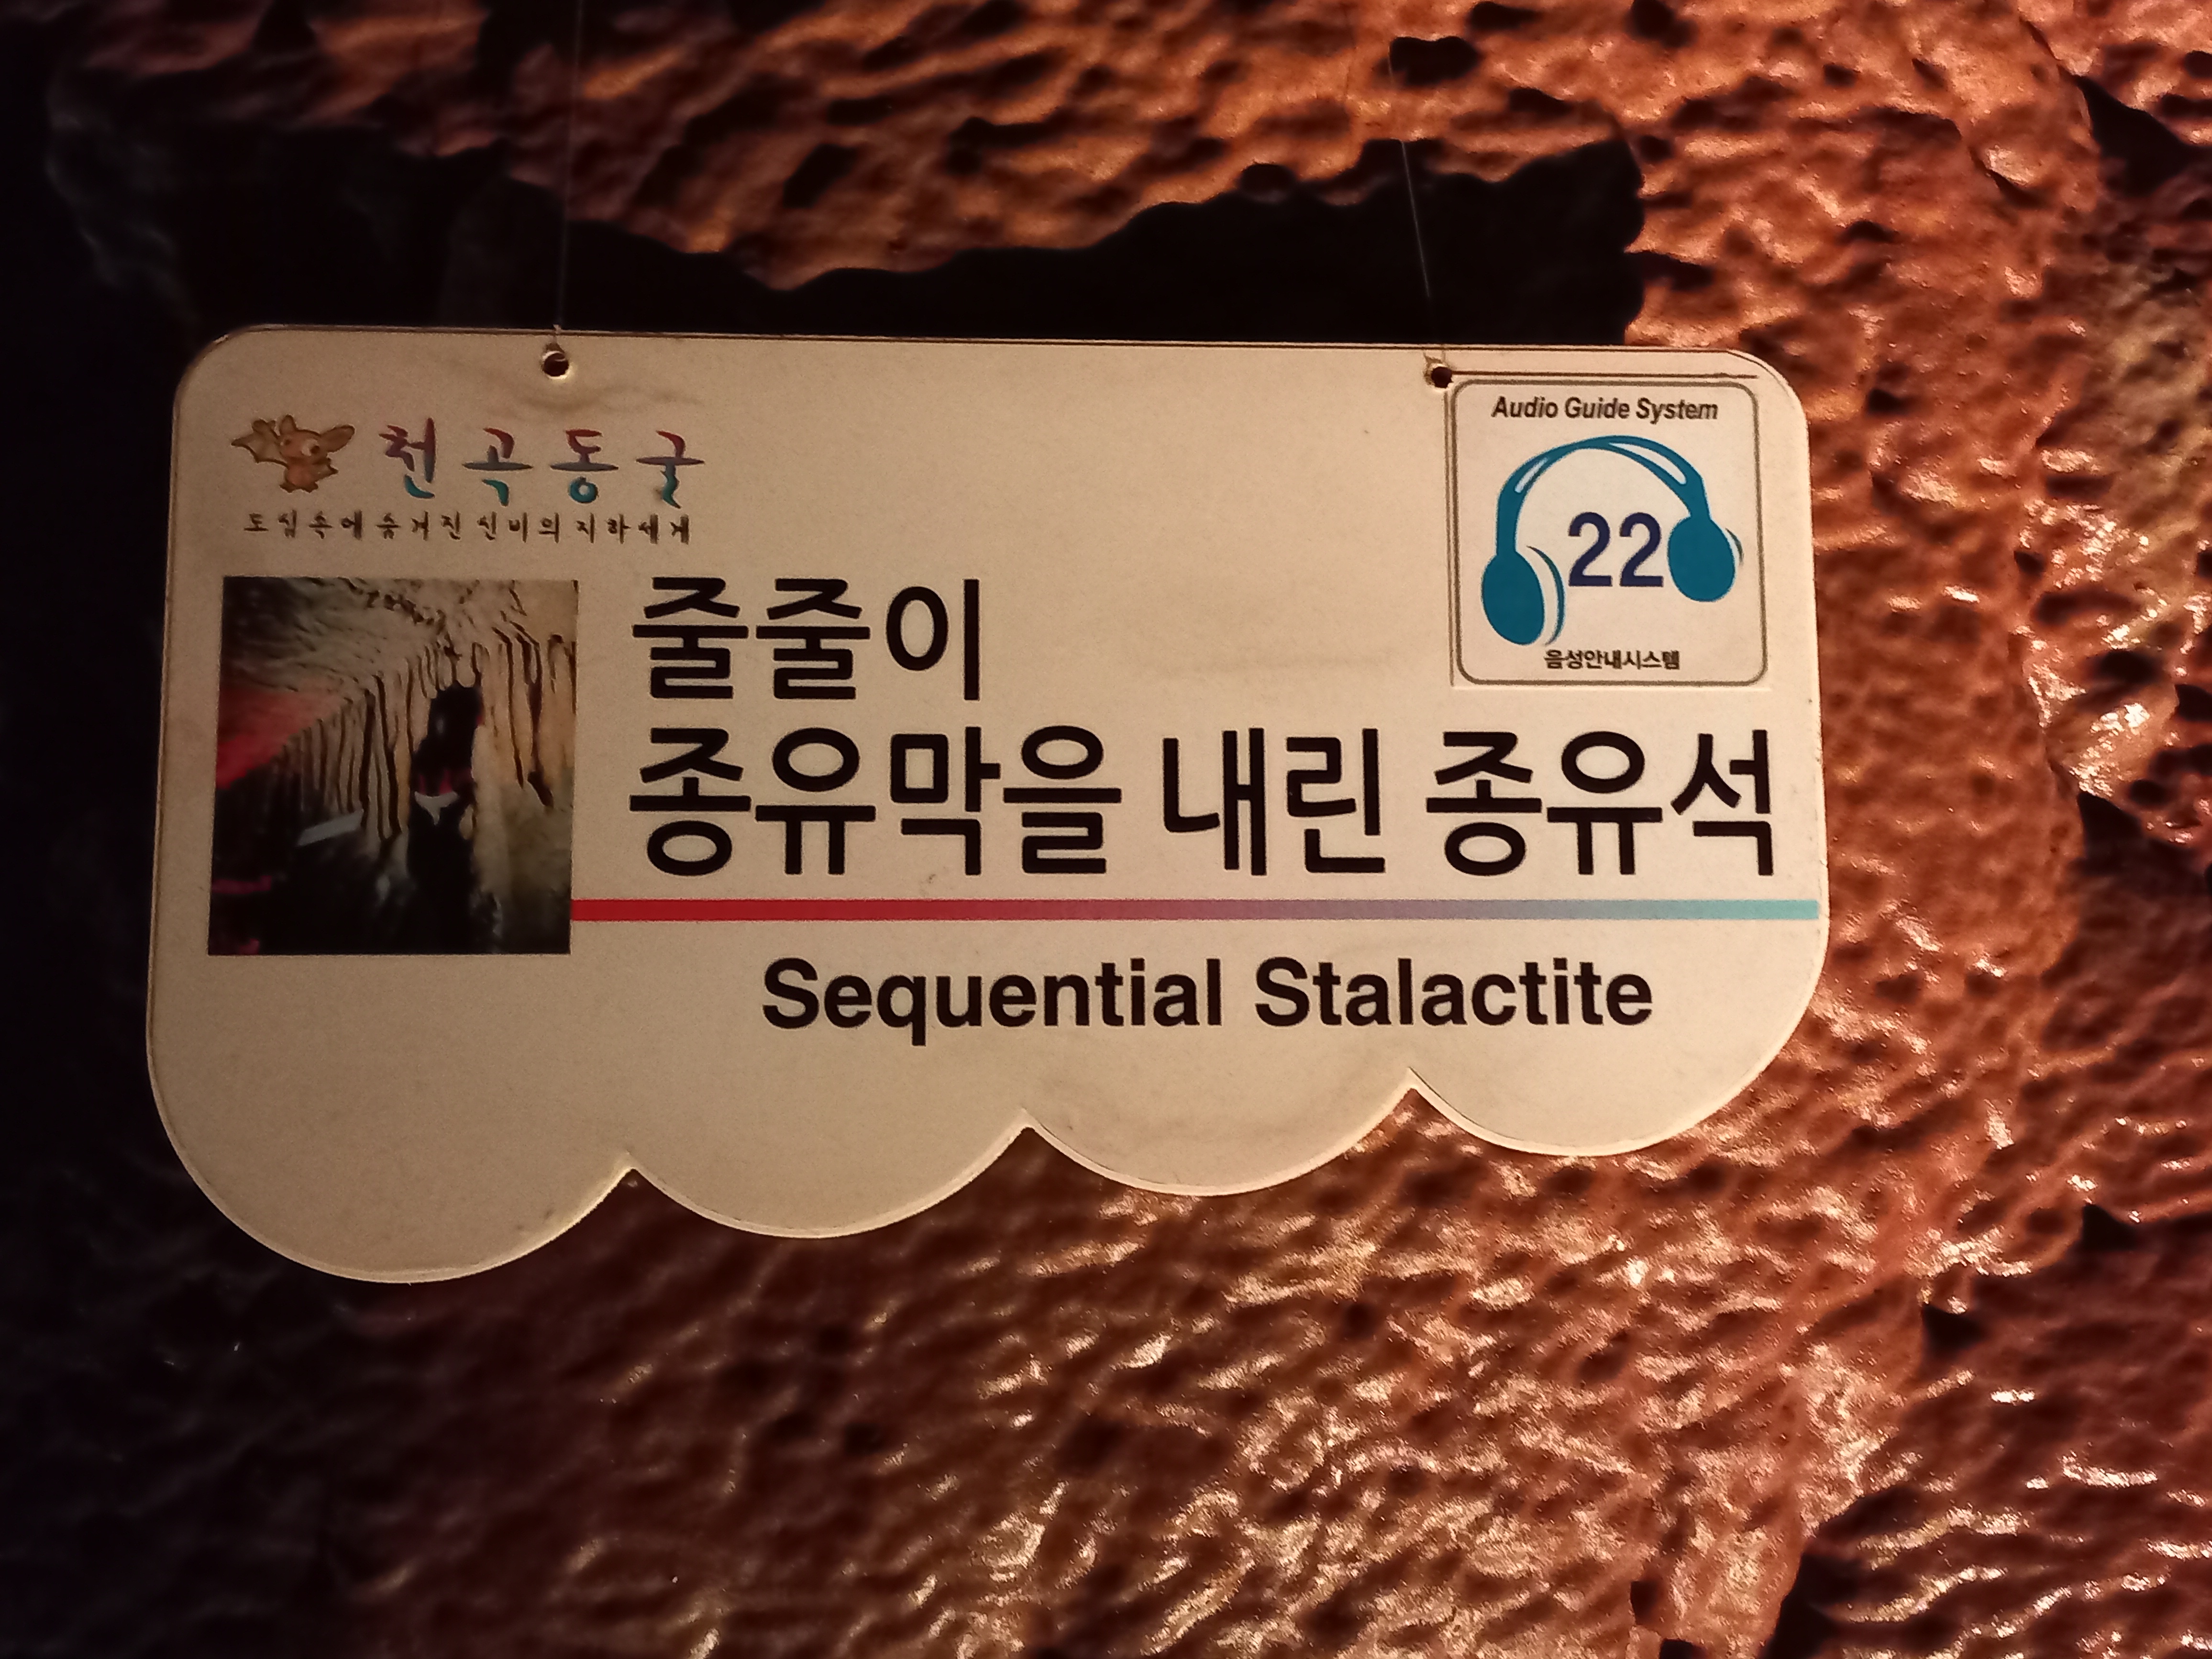 천곡동굴
도심속에 숨겨진 신비의 지하세계
Audio Guide System
22
음성안내시스템
줄줄이
종유막을 내린 종유석
Sequential Stalactite